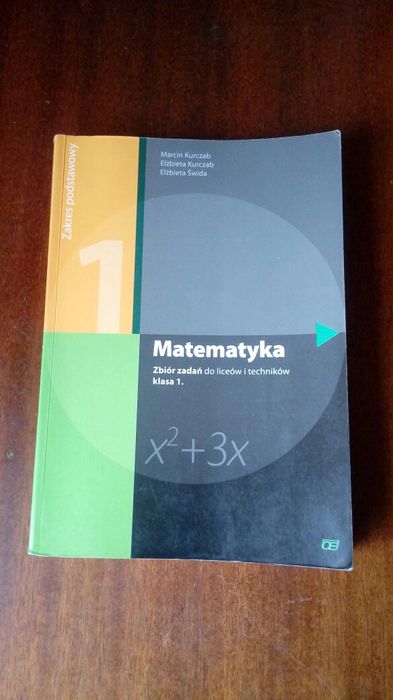 Zakres podstawowy
Marcin Kurczab
Elżbieta Kurczab
Elżbieta Świda
1
Matematyka
Zbiór zadań do liceów i techników
klasa 1.
x²+3x
OE